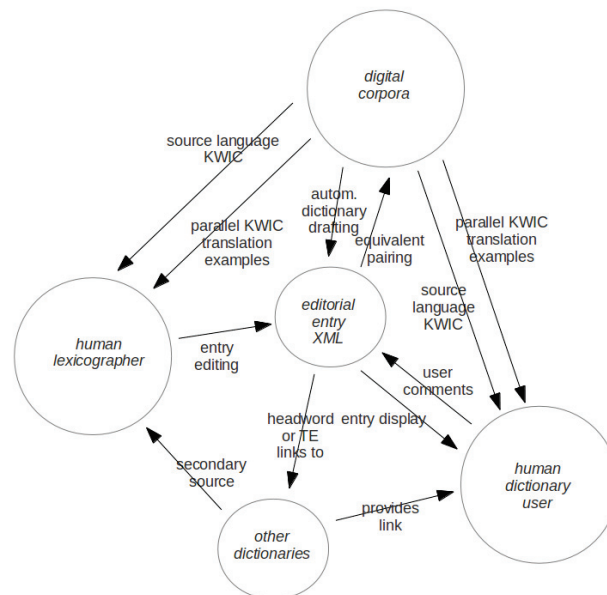 digital
corpora
source language
KWIC
autom.
dictionary
drafting
parallel KWIC
translation
examples
equivalent
pairing
parallel KWIC
translation
examples
source
language
KWIC
editorial
entry
XML
human
lexicographer
entry
editing
user
comments
headword
or TE
links to
entry display
secondary
source
human
dictionary
user
provides
link
other
dictionaries